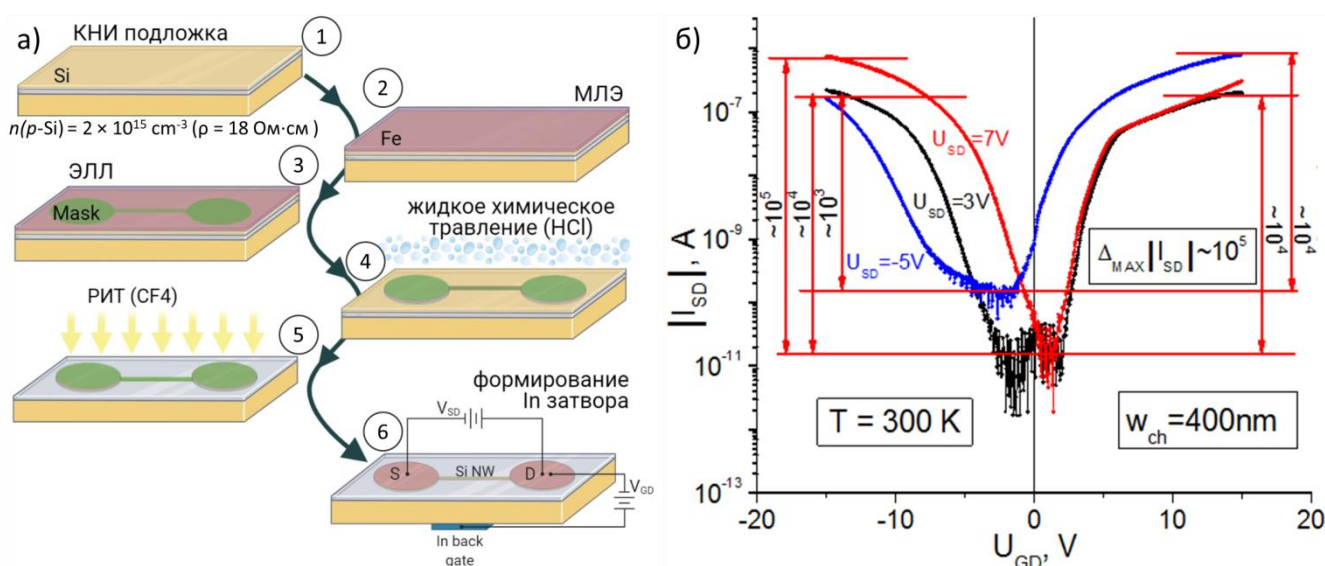 а)
КНИ подложка
1
Si
n(p-Si) = 2 × 10¹⁵ cm⁻³ (ρ = 18 Ом·см )
2
МЛЭ
Fe
3
ЭЛЛ
Mask
жидкое химическое
травление (HCl)
4
РИТ (CF4)
5
формирование
In затвора
6
V_SD
S
Si NW
D
V_GD
In back
gate
б)
10⁻⁷
10⁻⁹
10⁻¹¹
10⁻¹³
|I_SD|, A
~10⁵
~10⁴
~10³
U_SD=7V
U_SD=3V
U_SD=-5V
Δ_MAX|I_SD|~10⁵
~10⁴
~10⁴
T = 300 K
w_ch=400nm
-20
-10
0
10
20
U_GD, V